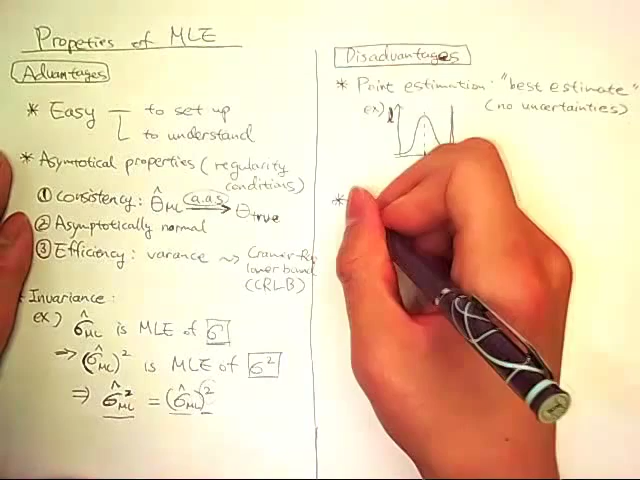 Propeties of MLE
Advantages
* Easy — to set up
to understand
* Asymtotical properties (regularity
conditions)
① consistency: θ̂ML (a.a.s) → θtrue
② Asymptotically normal
③ Efficiency: varance ⇝ Cramer-Ra
lower bound
(CRLB)
Invariance:
ex) σ̂ML is MLE of σ
⇒ (σ̂ML)² is MLE of σ²
⇒ σ̂²ML = (σ̂ML)²
Disadvantages
* Point estimation: "best estimate"
(no uncertainties)
ex)
*